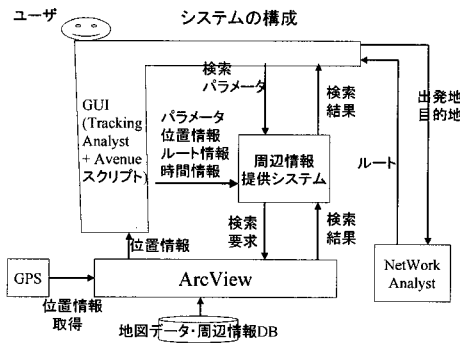 システムの構成
ユーザ
検索
パラメータ
検索
結果
出発地
目的地
GUI
(Tracking
Analyst
+ Avenue
スクリプト)
パラメータ
位置情報
ルート情報
時間情報
周辺情報
提供システム
ルート
位置情報
検索
要求
検索
結果
GPS
ArcView
NetWork
Analyst
位置情報
取得
地図データ・周辺情報DB